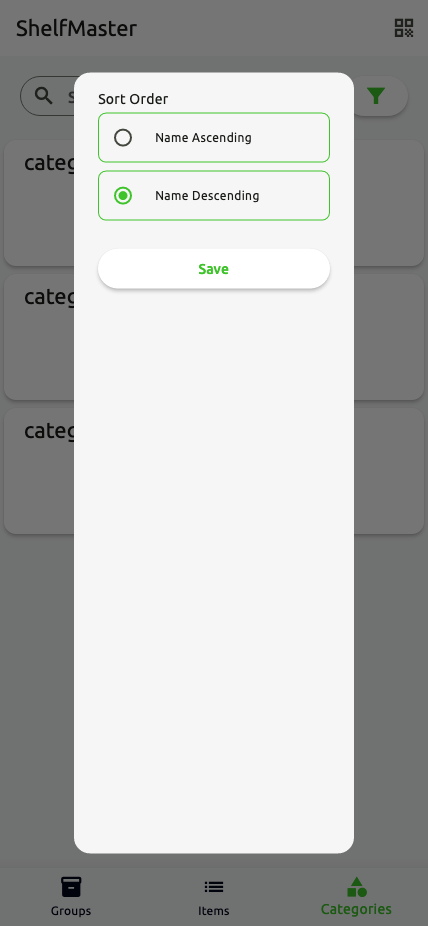 ShelfMaster
Sort Order
categ
Name Ascending
Name Descending
Save
categ
categ
Groups
Items
Categories